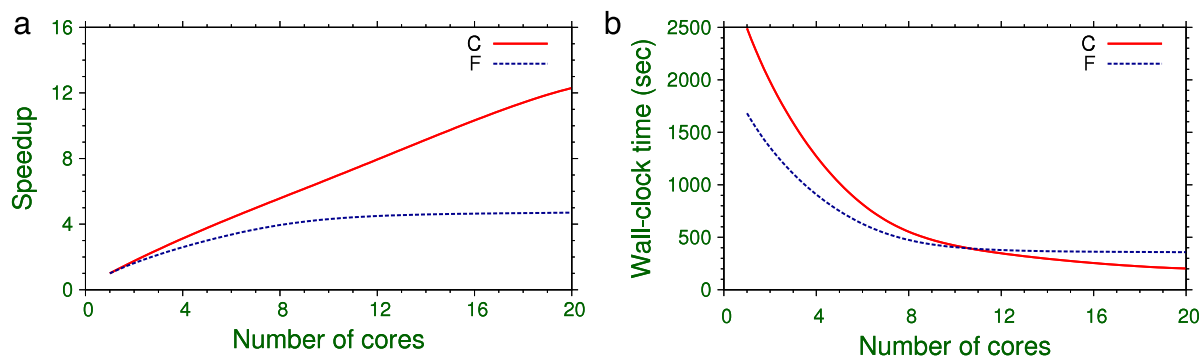 a
16
12
8
4
0
Speedup
C
F
0 4 8 12 16 20
Number of cores
b
2500
2000
1500
1000
500
0
Wall-clock time (sec)
C
F
0 4 8 12 16 20
Number of cores